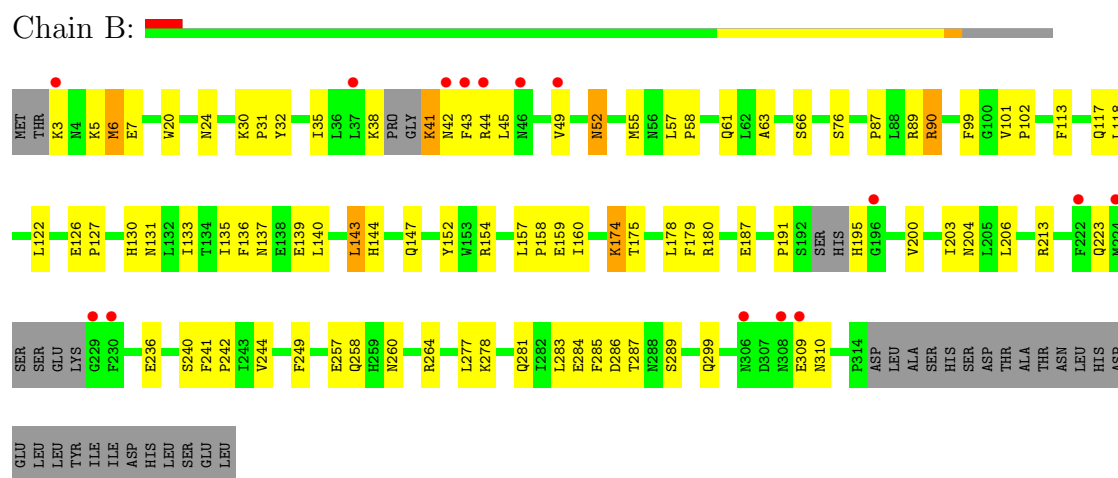 Chain B:
MET THR K3 N4 K5 M6 E7 W20 N24 K30 P31 Y32 I35 L36 L37 K38 PRO GLY K41 N42 F43 R44 L45 N46 V49 N52 M55 N56 L57 P58 Q61 L62 A63 S66 S76 P87 L88 R89 R90 F99 G100 V101 P102 F113 Q117 L118
L122 E126 P127 H130 N131 L132 I133 T134 I135 F136 N137 E138 E139 L140 L143 H144 Q147 Y152 W153 R154 L157 P158 E159 I160 K174 T175 L178 F179 R180 E187 P191 S192 SER HIS H195 G196 V200 I203 N204 L205 L206 R213 F222 Q223 M224
SER SER GLU LYS G229 F230 E236 S240 F241 P242 I243 V244 F249 E257 Q258 H259 N260 R264 L277 K278 Q281 I282 L283 E284 F285 D286 T287 N288 S289 Q299 N306 D307 N308 E309 N310 P314 ASP LEU ALA SER HIS SER ASP THR ALA THR ASN LEU HIS ASP
GLU LEU LEU TYR ILE ILE ASP HIS LEU SER GLU LEU